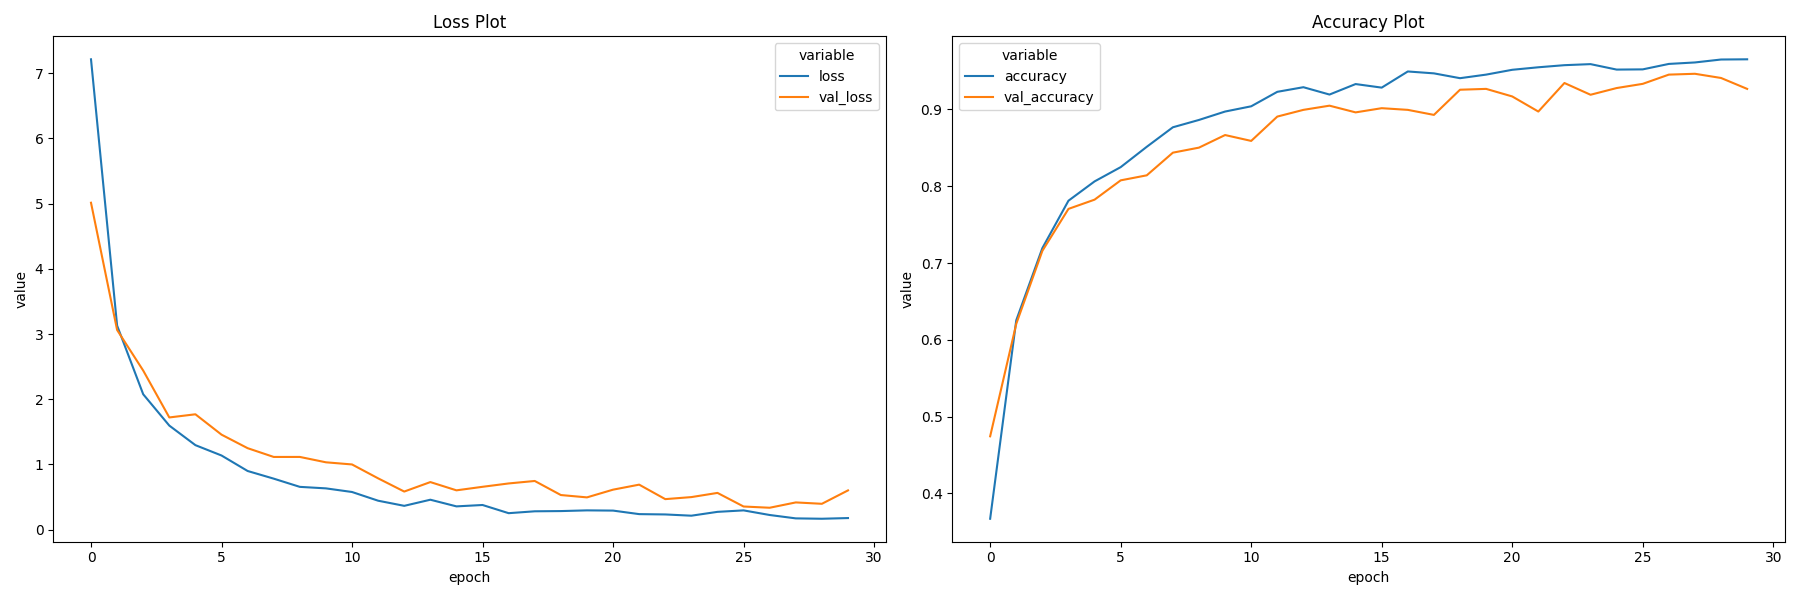 Loss Plot
variable
loss
val_loss
value
7
6
5
4
3
2
1
0
0 5 10 15 20 25 30
epoch
Accuracy Plot
variable
accuracy
val_accuracy
value
0.9
0.8
0.7
0.6
0.5
0.4
0 5 10 15 20 25 30
epoch